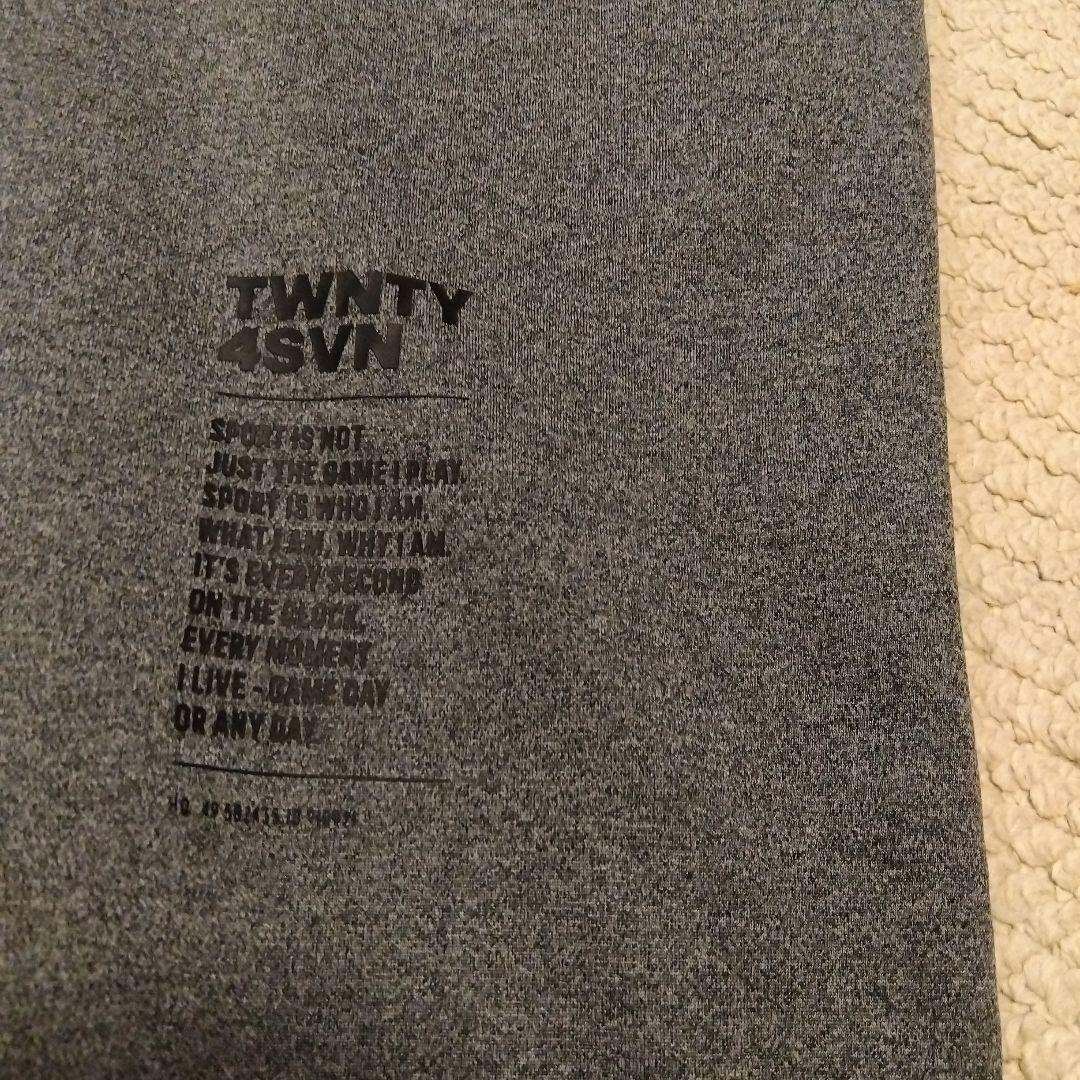 TWNTY
4SVN
SPORT IS NOT
JUST THE GAME I PLAY.
SPORT IS WHO I AM
WHAT I AM, WHY I AM.
IT'S EVERY SECOND
ON THE CLOCK,
EVERY MOMENT
I LIVE - GAME DAY
OR ANY DAY